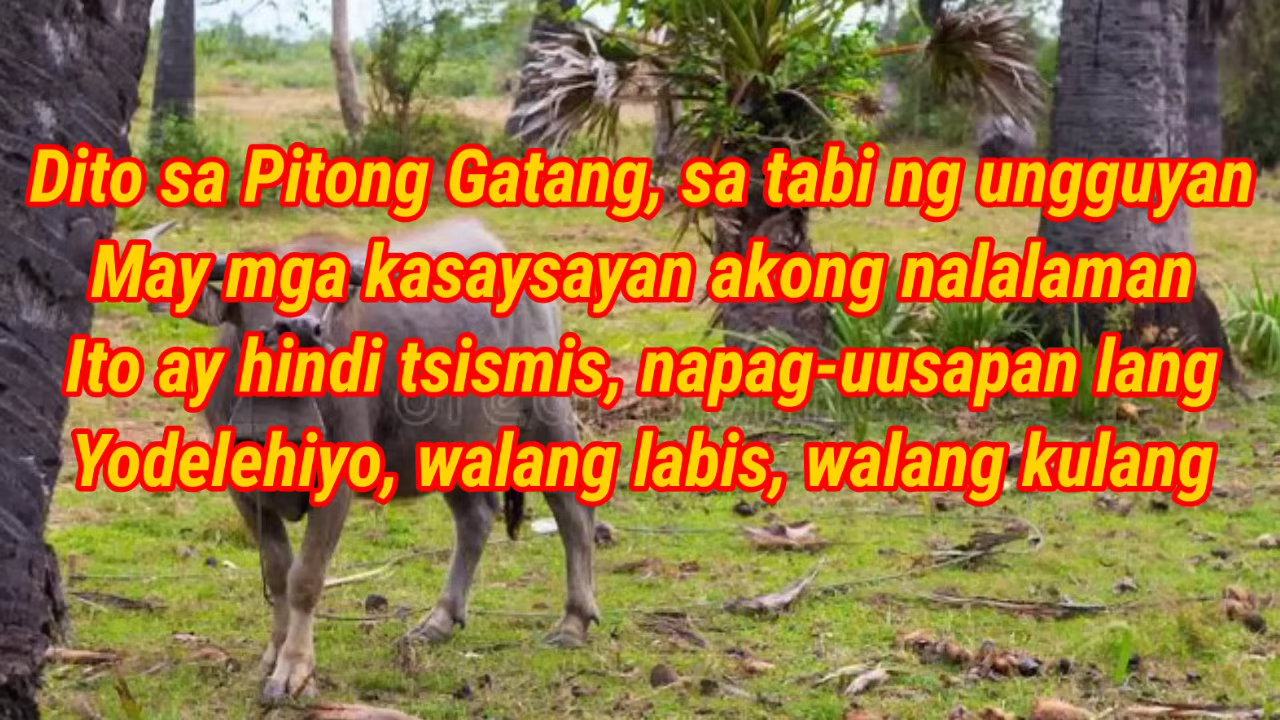 Dito sa Pitong Gatang, sa tabi ng ungguyan
May mga kasaysayan akong nalalaman
Ito ay hindi tsismis, napag-uusapan lang
Yodelehiyo, walang labis, walang kulang